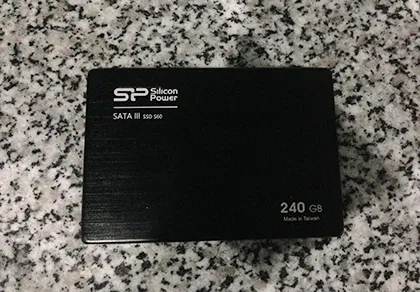 SP Silicon Power
SATA III SSD S60
240 GB
Made in Taiwan